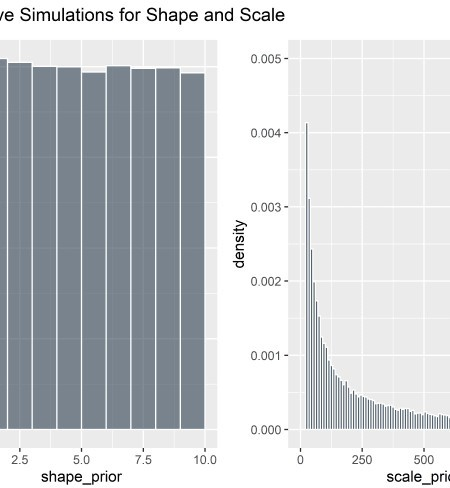 ve Simulations for Shape and Scale
0.005
0.004
0.003
0.002
0.001
0.000
density
2.5 5.0 7.5 10.0
0 250 500
shape_prior
scale_prio